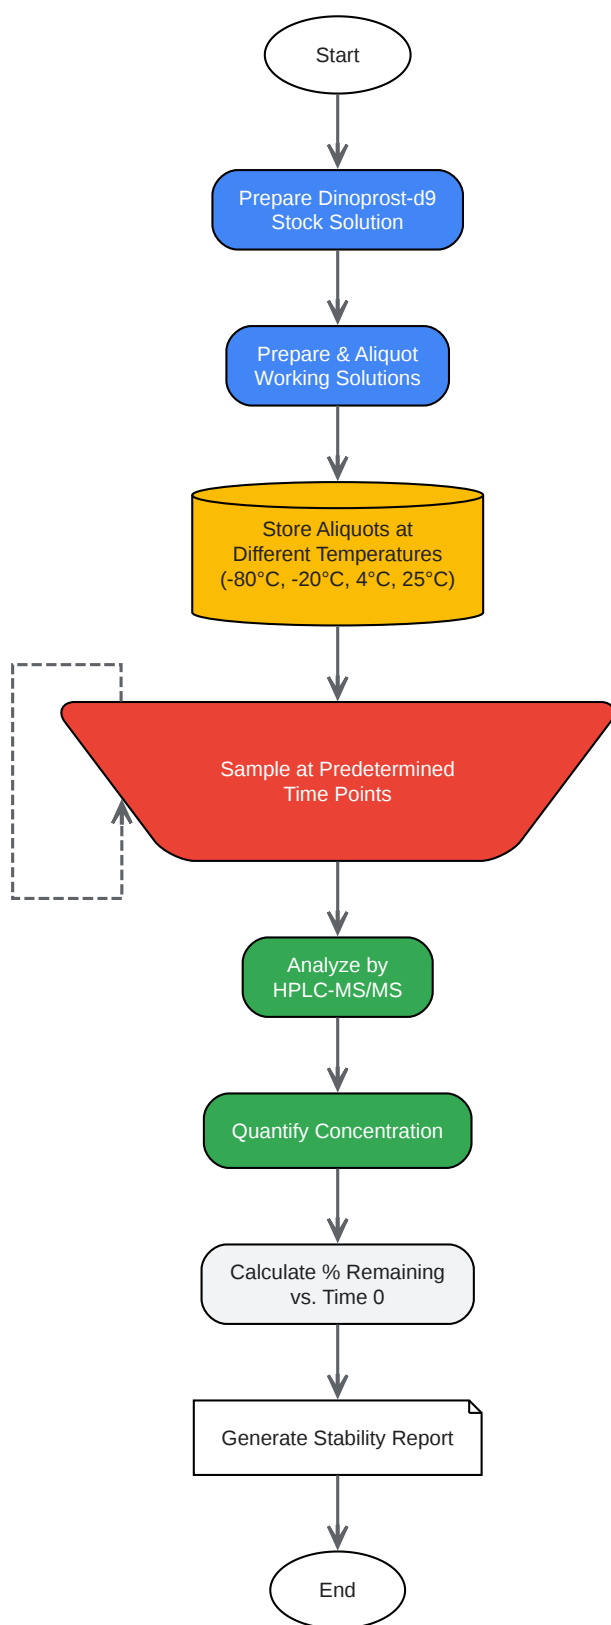 Start
Prepare Dinoprost-d9
Stock Solution
Prepare & Aliquot
Working Solutions
Store Aliquots at
Different Temperatures
(-80°C, -20°C, 4°C, 25°C)
Sample at Predetermined
Time Points
Analyze by
HPLC-MS/MS
Quantify Concentration
Calculate % Remaining
vs. Time 0
Generate Stability Report
End